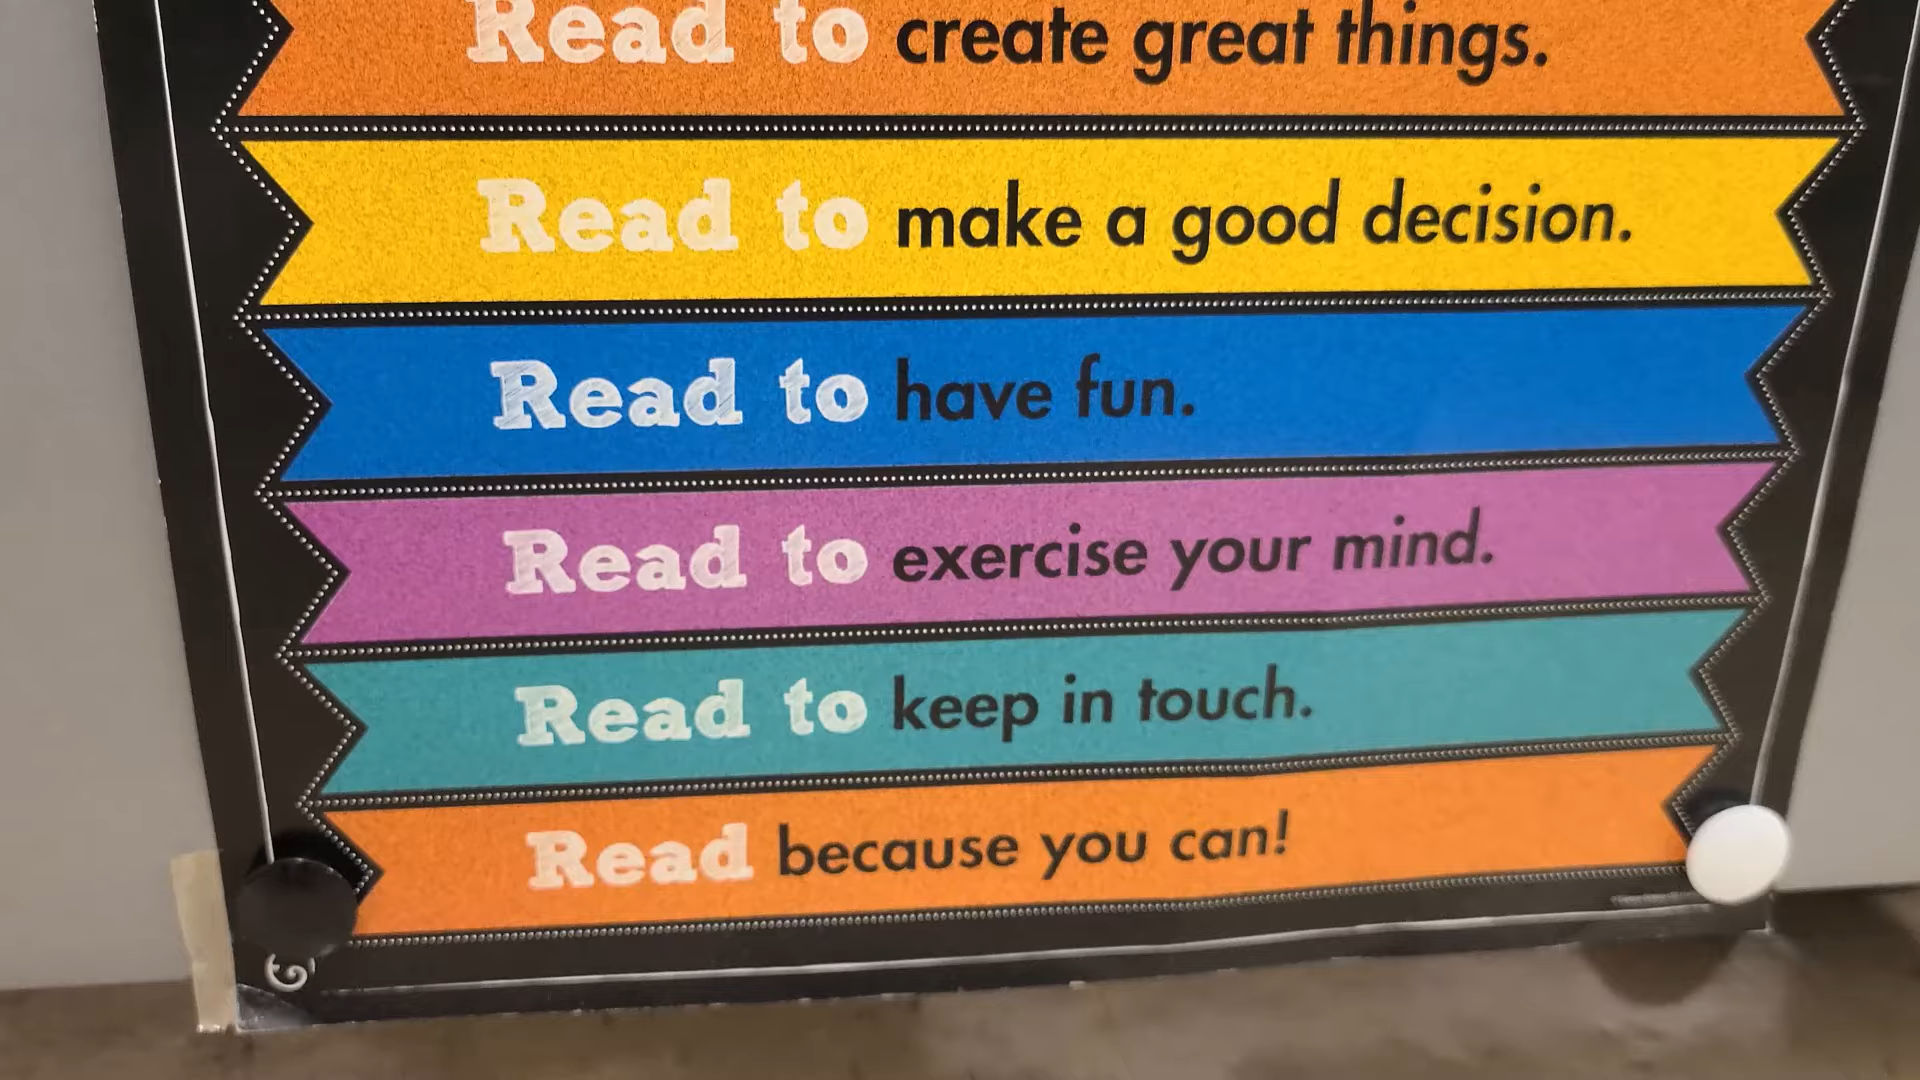 Read to create great things.
Read to make a good decision.
Read to have fun.
Read to exercise your mind.
Read to keep in touch.
Read because you can!